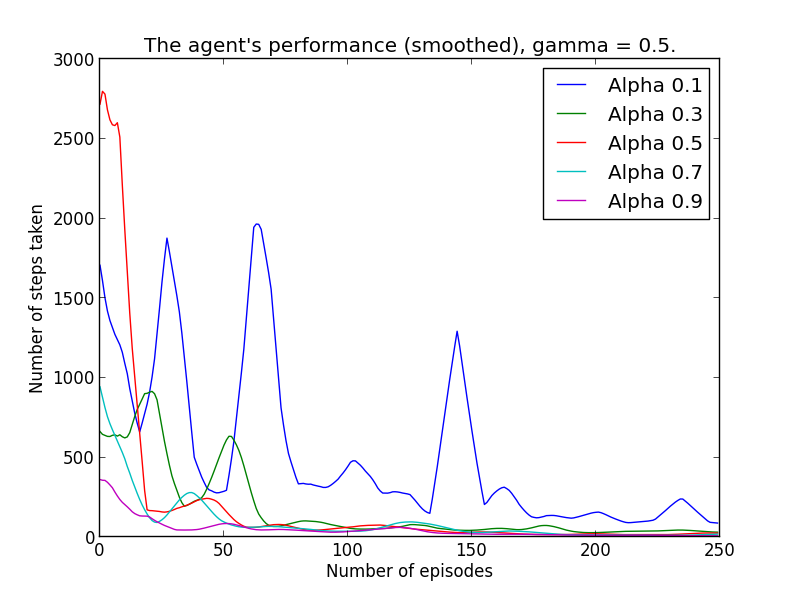 The agent's performance (smoothed), gamma = 0.5.
3000
2500
2000
1500
1000
500
0
Number of steps taken
Alpha 0.1
Alpha 0.3
Alpha 0.5
Alpha 0.7
Alpha 0.9
0 50 100 150 200 250
Number of episodes